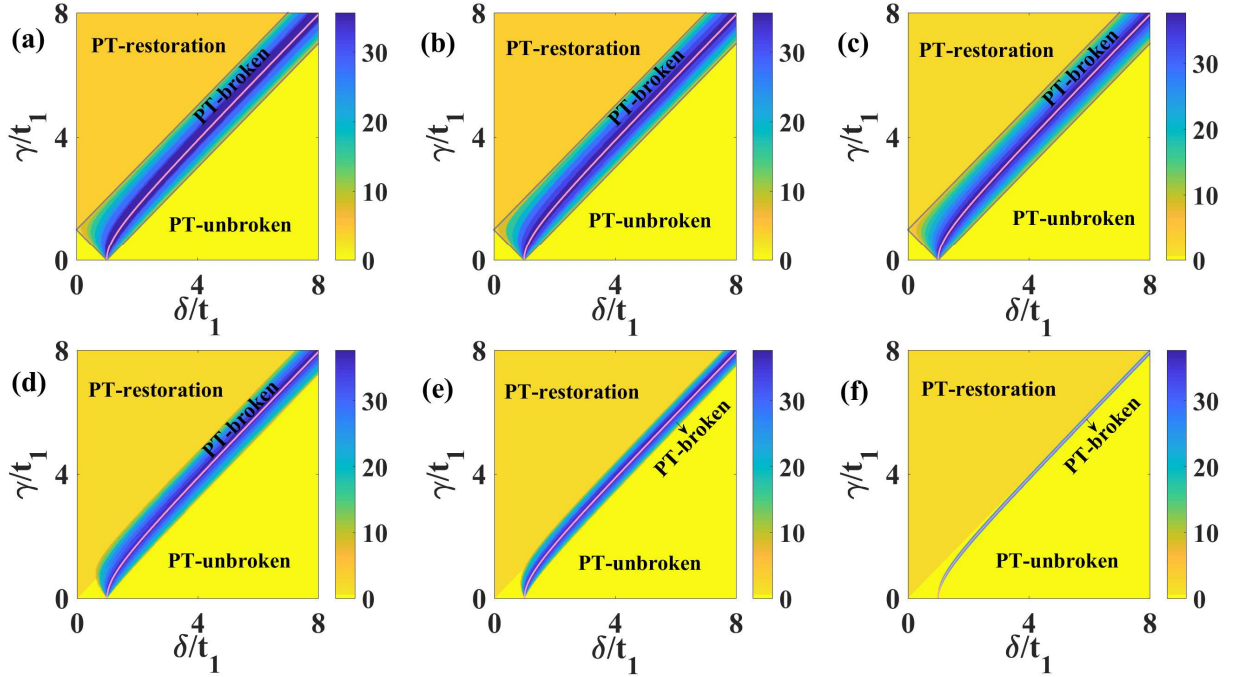 (a)
PT-restoration
PT-broken
PT-unbroken
γ/t1
8
4
0
0 4 8
δ/t1
30
20
10
0
(b)
PT-restoration
PT-broken
PT-unbroken
γ/t1
8
4
0
0 4 8
δ/t1
30
20
10
0
(c)
PT-restoration
PT-broken
PT-unbroken
γ/t1
8
4
0
0 4 8
δ/t1
30
20
10
0
(d)
PT-restoration
PT-broken
PT-unbroken
γ/t1
8
4
0
0 4 8
δ/t1
30
20
10
0
(e)
PT-restoration
PT-broken
PT-unbroken
γ/t1
8
4
0
0 4 8
δ/t1
30
20
10
0
(f)
PT-restoration
PT-broken
PT-unbroken
γ/t1
8
4
0
0 4 8
δ/t1
30
20
10
0